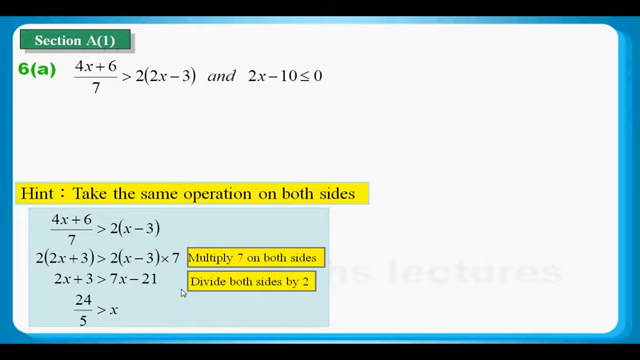 Section A(1)
6(a) (4x+6)/7 > 2(2x−3) and 2x−10 ≤ 0
Hint : Take the same operation on both sides
(4x+6)/7 > 2(x−3)
2(2x+3) > 2(x−3)×7 Multiply 7 on both sides
2x+3 > 7x−21 Divide both sides by 2
24/5 > x
lectures